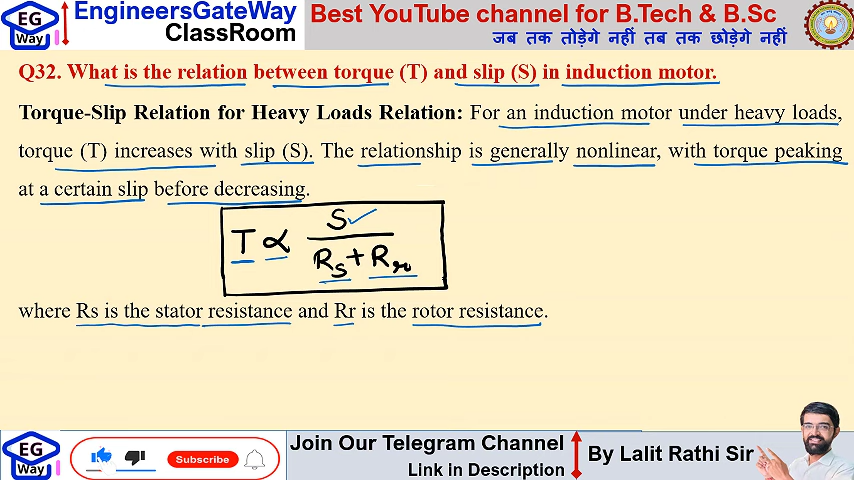 EG
Way
EngineersGateWay
ClassRoom
Best YouTube channel for B.Tech & B.Sc
जब तक तोड़ेगे नहीं तब तक छोड़ेगे नहीं
Q32. What is the relation between torque (T) and slip (S) in induction motor.
Torque-Slip Relation for Heavy Loads Relation: For an induction motor under heavy loads,
torque (T) increases with slip (S). The relationship is generally nonlinear, with torque peaking
at a certain slip before decreasing.
T ∝ S / (Rs + Rr)
where Rs is the stator resistance and Rr is the rotor resistance.
EG
Way
Subscribe
Join Our Telegram Channel
Link in Description
By Lalit Rathi Sir